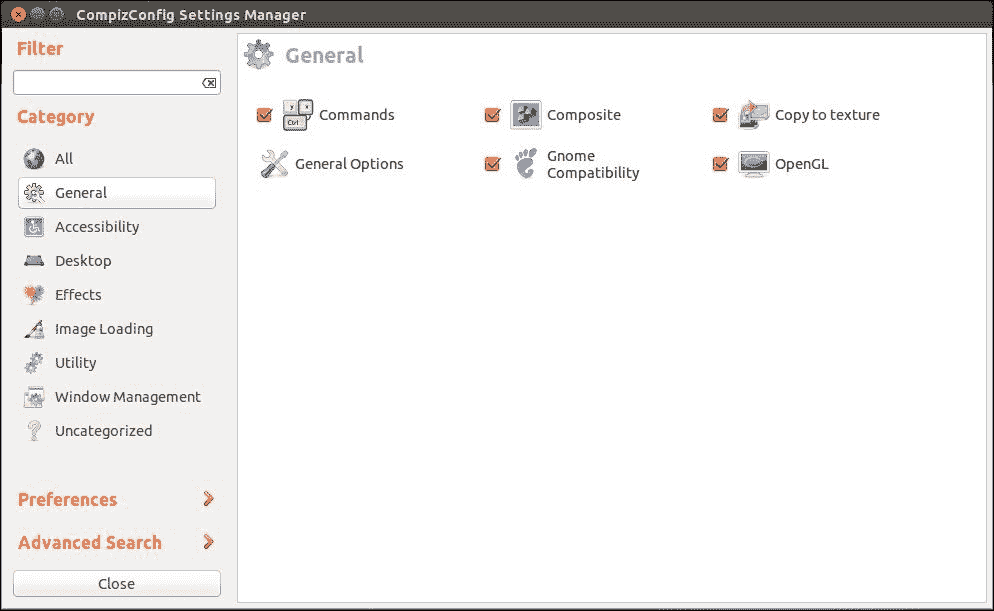 CompizConfig Settings Manager
Filter
Category
All
General
Accessibility
Desktop
Effects
Image Loading
Utility
Window Management
Uncategorized
Preferences
Advanced Search
Close
General
Commands
Composite
Copy to texture
General Options
Gnome
Compatibility
OpenGL